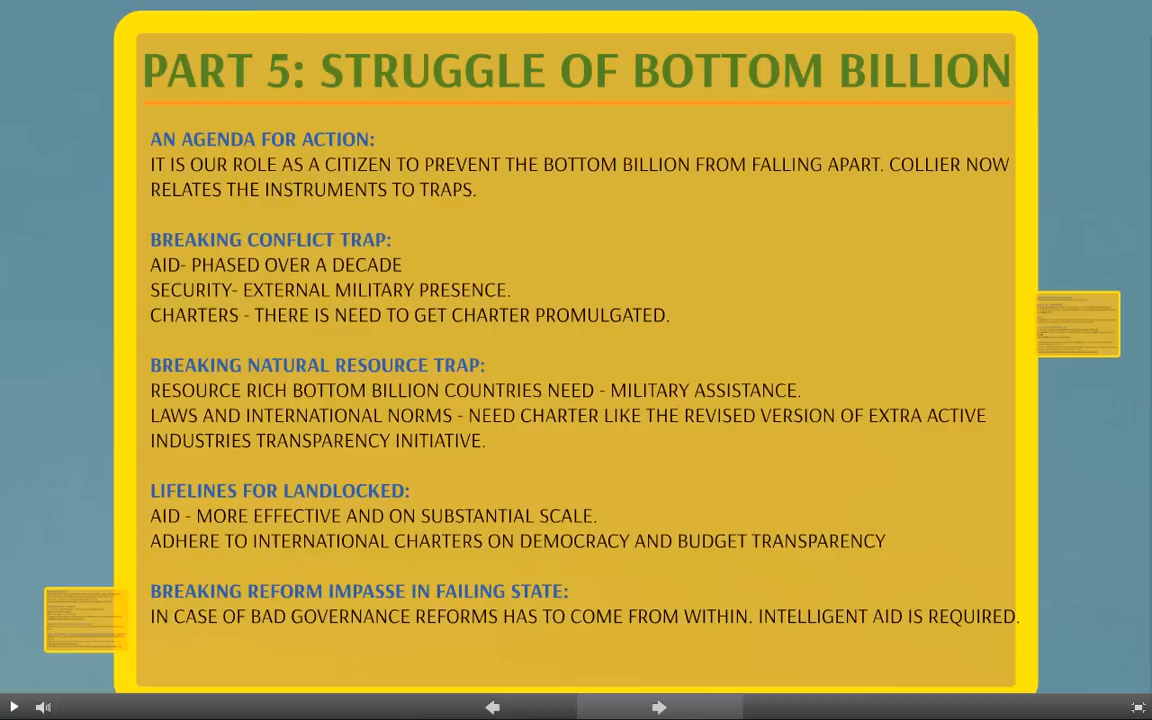 PART 5: STRUGGLE OF BOTTOM BILLION
AN AGENDA FOR ACTION:
IT IS OUR ROLE AS A CITIZEN TO PREVENT THE BOTTOM BILLION FROM FALLING APART. COLLIER NOW
RELATES THE INSTRUMENTS TO TRAPS.
BREAKING CONFLICT TRAP:
AID- PHASED OVER A DECADE
SECURITY- EXTERNAL MILITARY PRESENCE.
CHARTERS - THERE IS NEED TO GET CHARTER PROMULGATED.
BREAKING NATURAL RESOURCE TRAP:
RESOURCE RICH BOTTOM BILLION COUNTRIES NEED - MILITARY ASSISTANCE.
LAWS AND INTERNATIONAL NORMS - NEED CHARTER LIKE THE REVISED VERSION OF EXTRA ACTIVE
INDUSTRIES TRANSPARENCY INITIATIVE.
LIFELINES FOR LANDLOCKED:
AID - MORE EFFECTIVE AND ON SUBSTANTIAL SCALE.
ADHERE TO INTERNATIONAL CHARTERS ON DEMOCRACY AND BUDGET TRANSPARENCY
BREAKING REFORM IMPASSE IN FAILING STATE:
IN CASE OF BAD GOVERNANCE REFORMS HAS TO COME FROM WITHIN. INTELLIGENT AID IS REQUIRED.